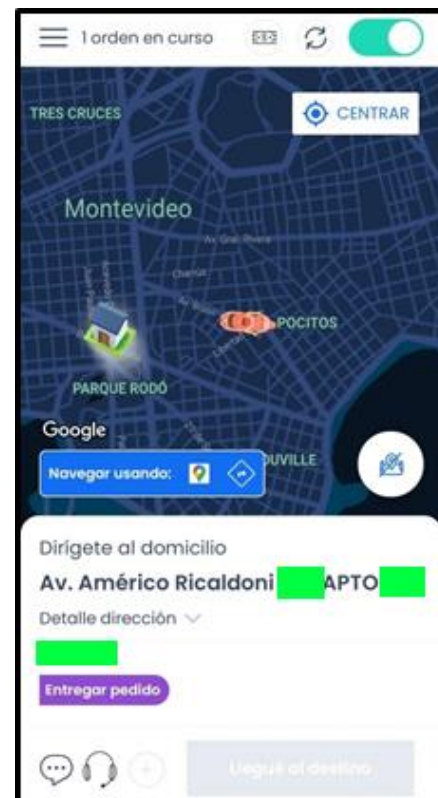 1 orden en curso
TRES CRUCES
CENTRAR
Montevideo
POCITOS
PARQUE RODÓ
Google
Navegar usando:
Dirígete al domicilio
Av. Américo Ricaldoni APTO
Detalle dirección
Entregar pedido
Llegué al destino